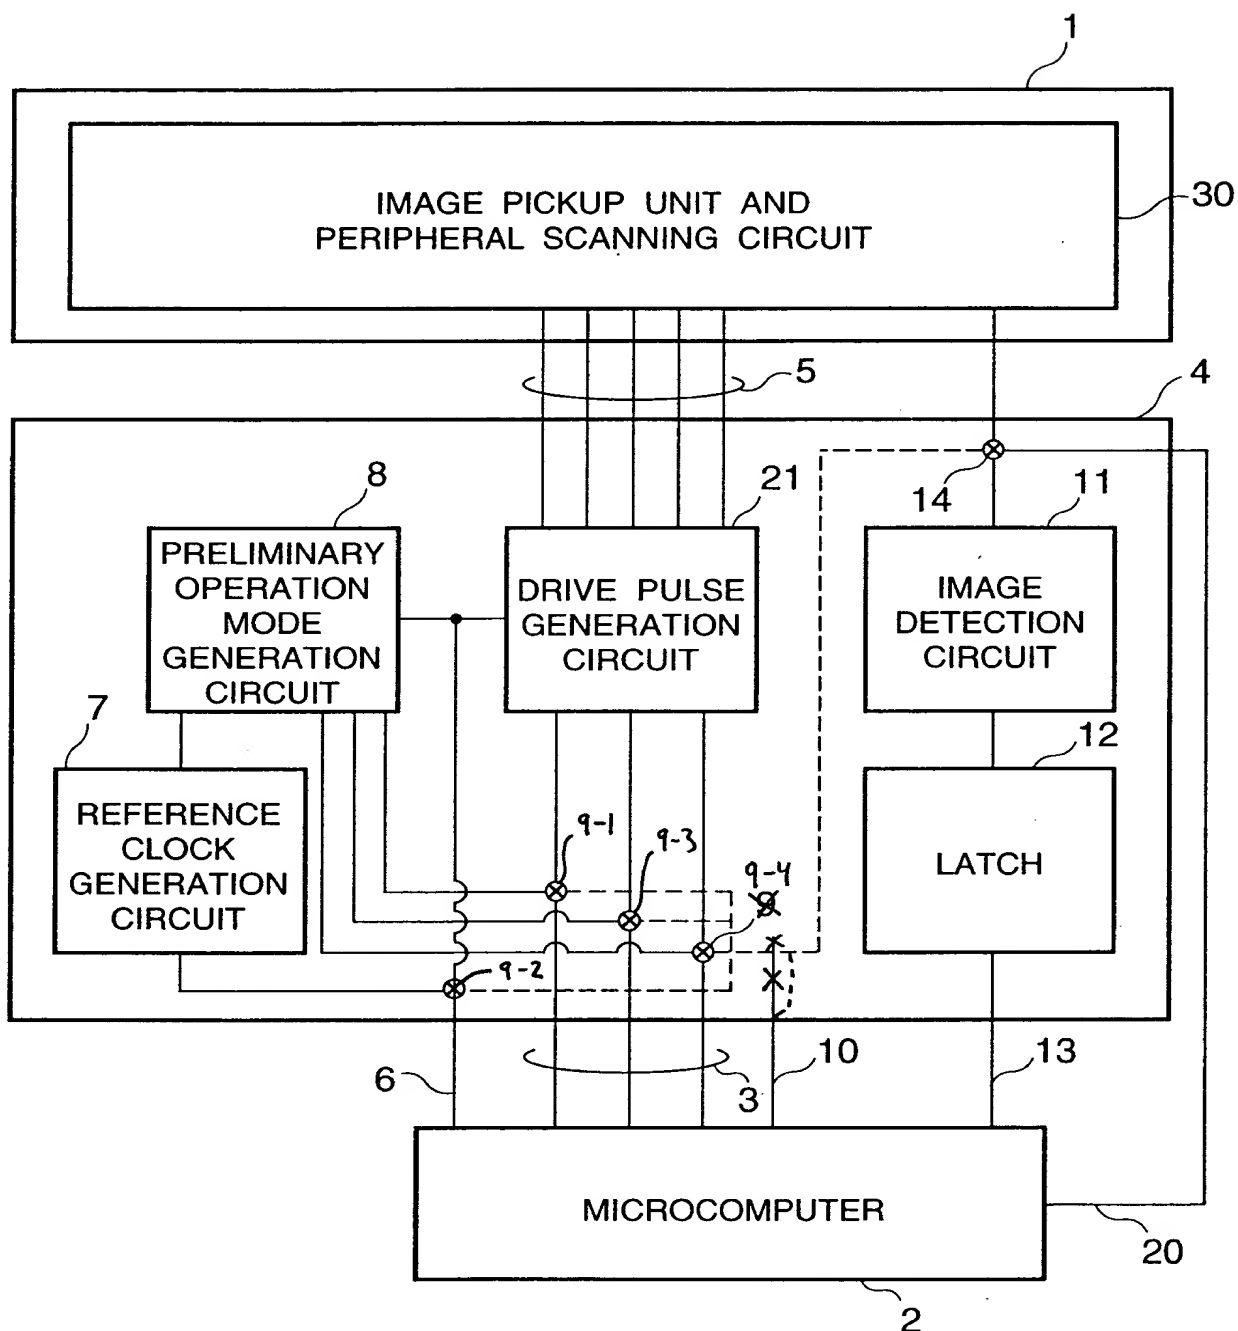 1
IMAGE PICKUP UNIT AND
PERIPHERAL SCANNING CIRCUIT
30
5
4
8
21
14
11
PRELIMINARY
OPERATION
MODE
GENERATION
CIRCUIT
DRIVE PULSE
GENERATION
CIRCUIT
IMAGE
DETECTION
CIRCUIT
7
12
REFERENCE
CLOCK
GENERATION
CIRCUIT
9-1
9-3
9-4
9
LATCH
9-2
6
3
10
13
MICROCOMPUTER
20
2